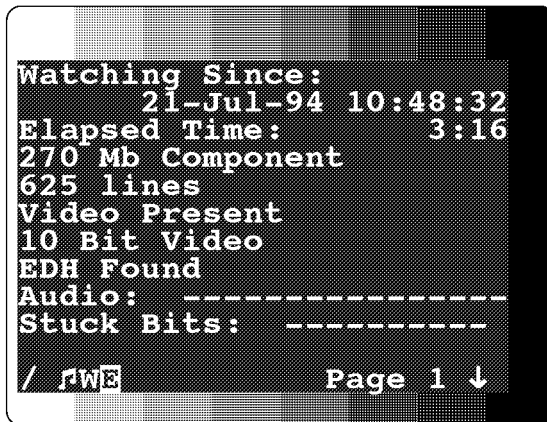 Watching Since:
21-Jul-94 10:48:32
Elapsed Time: 3:16
270 Mb Component
625 lines
Video Present
10 Bit Video
EDH Found
Audio: ----------------
Stuck Bits: ----------
/ ♫WE Page 1 ↓